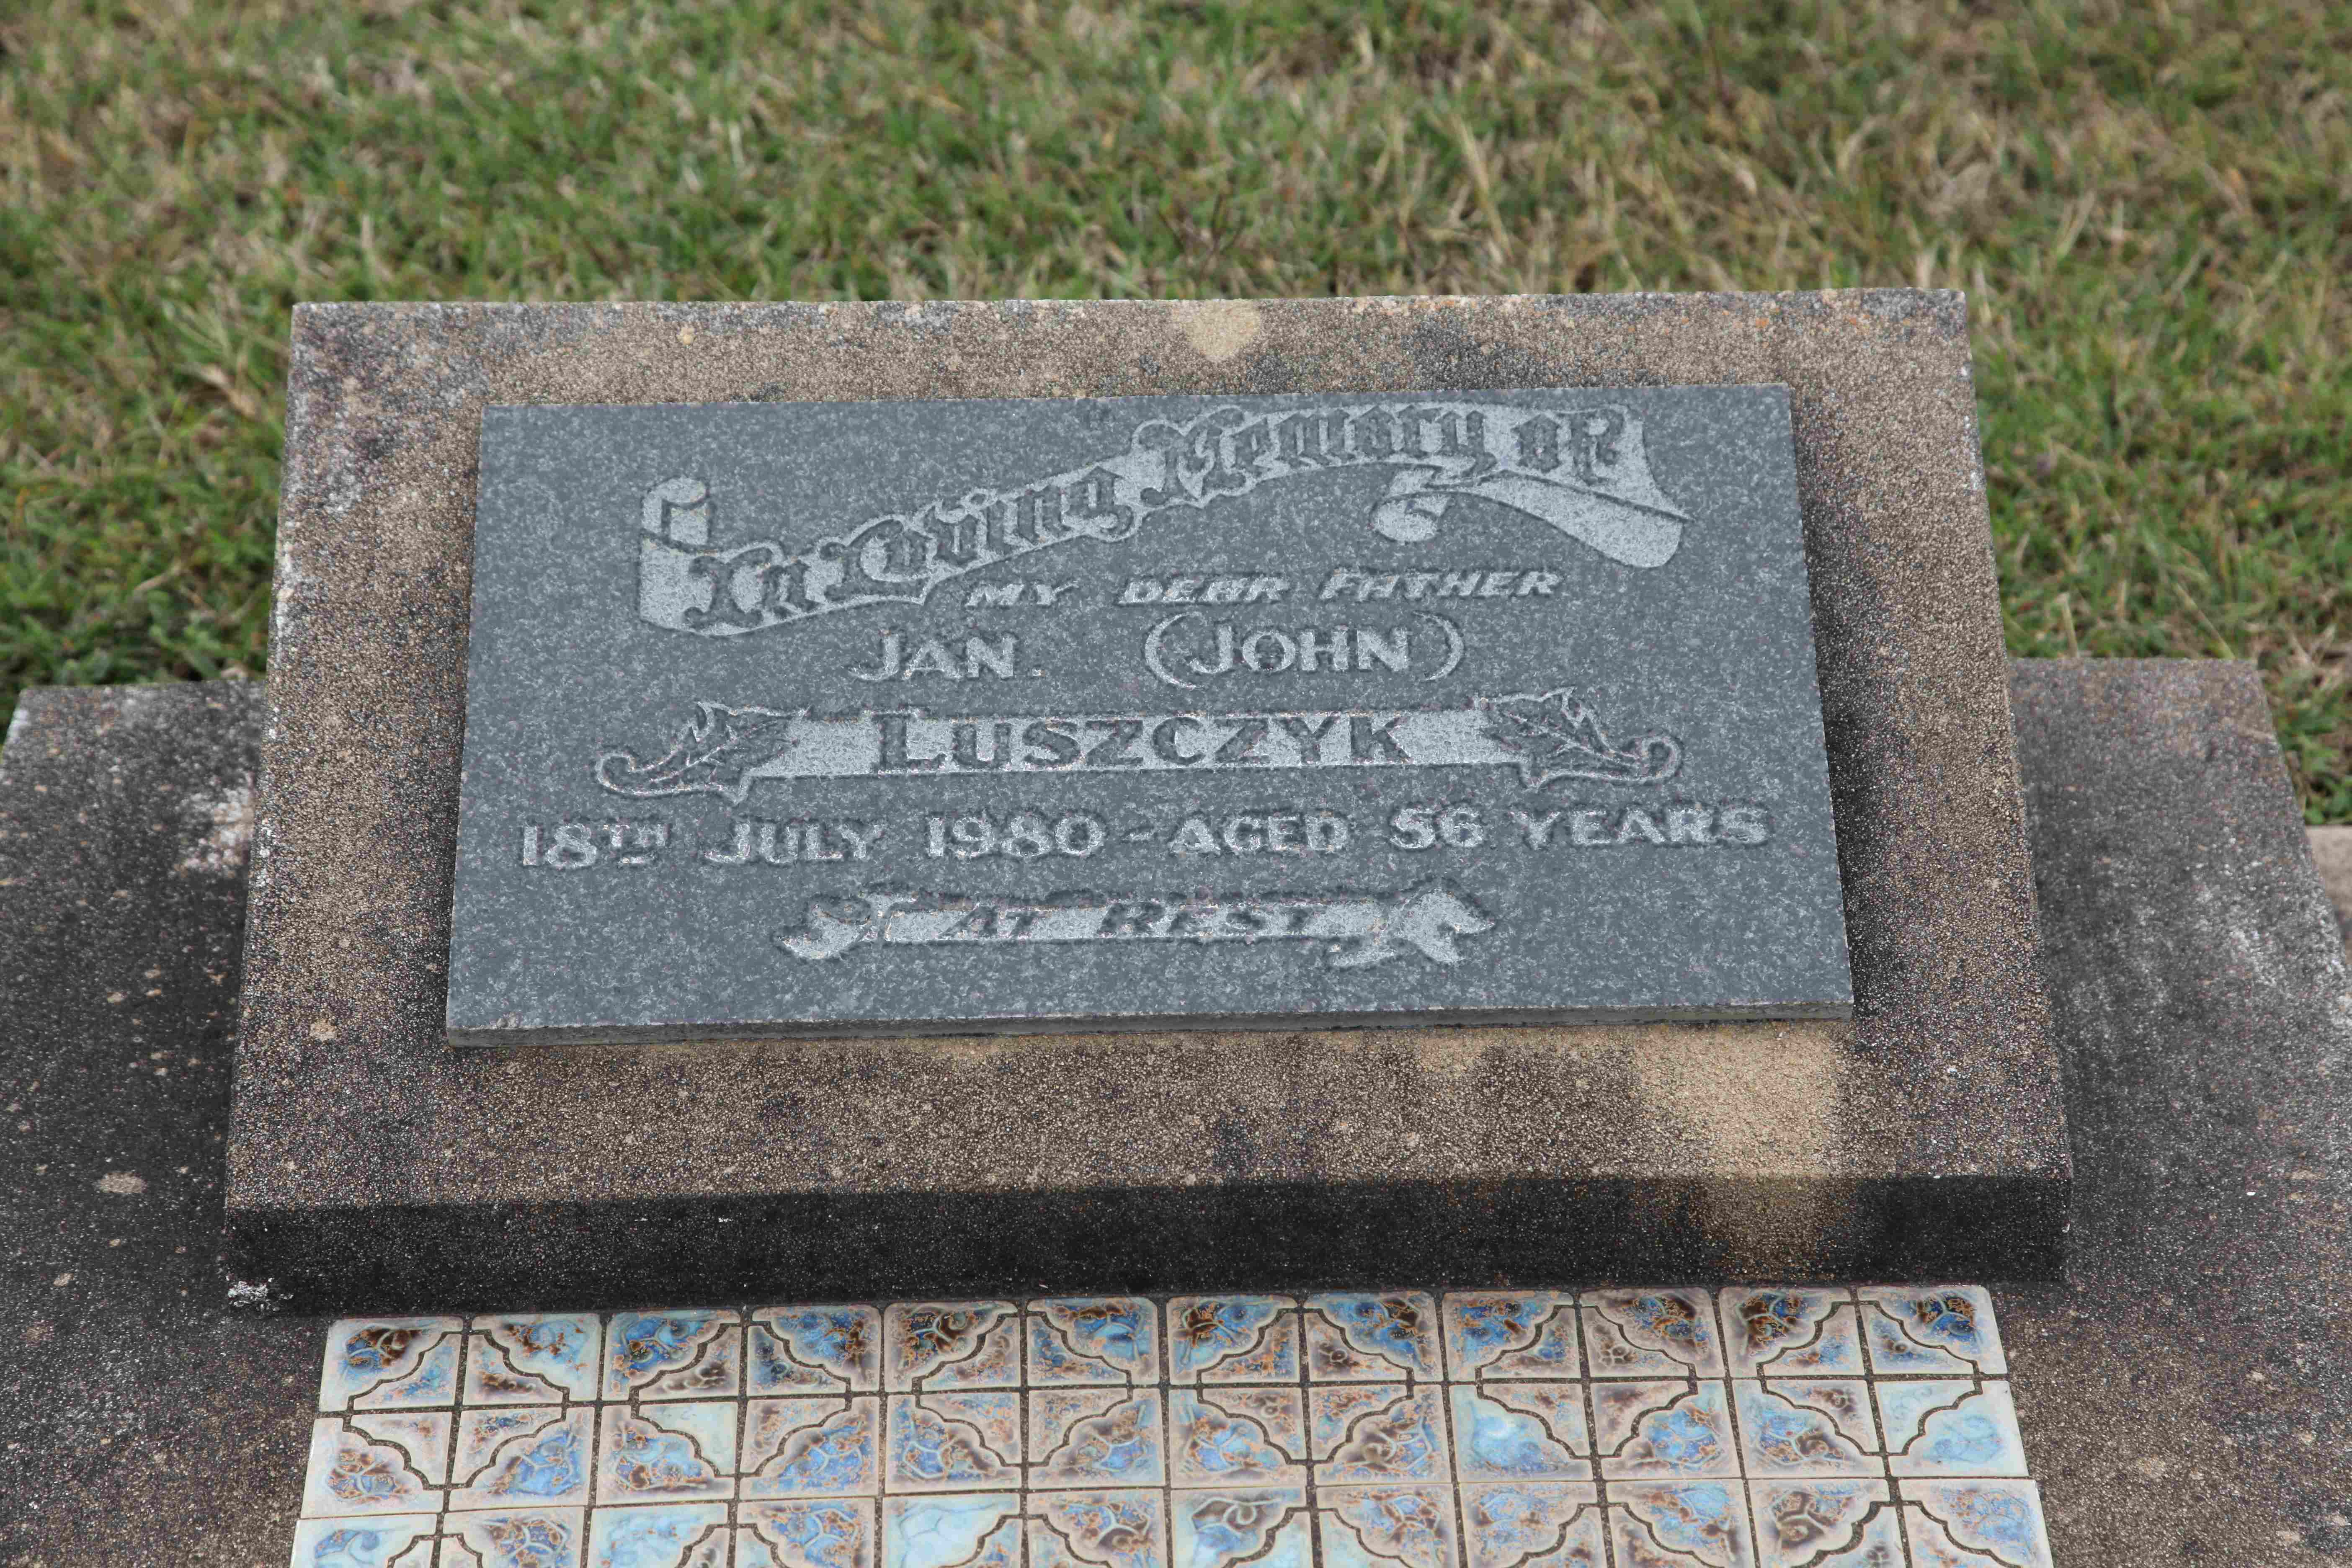 In Loving Memory of
MY DEAR FATHER
JAN. (JOHN)
LUSZCZYK
18TH JULY 1980 - AGED 56 YEARS
AT REST